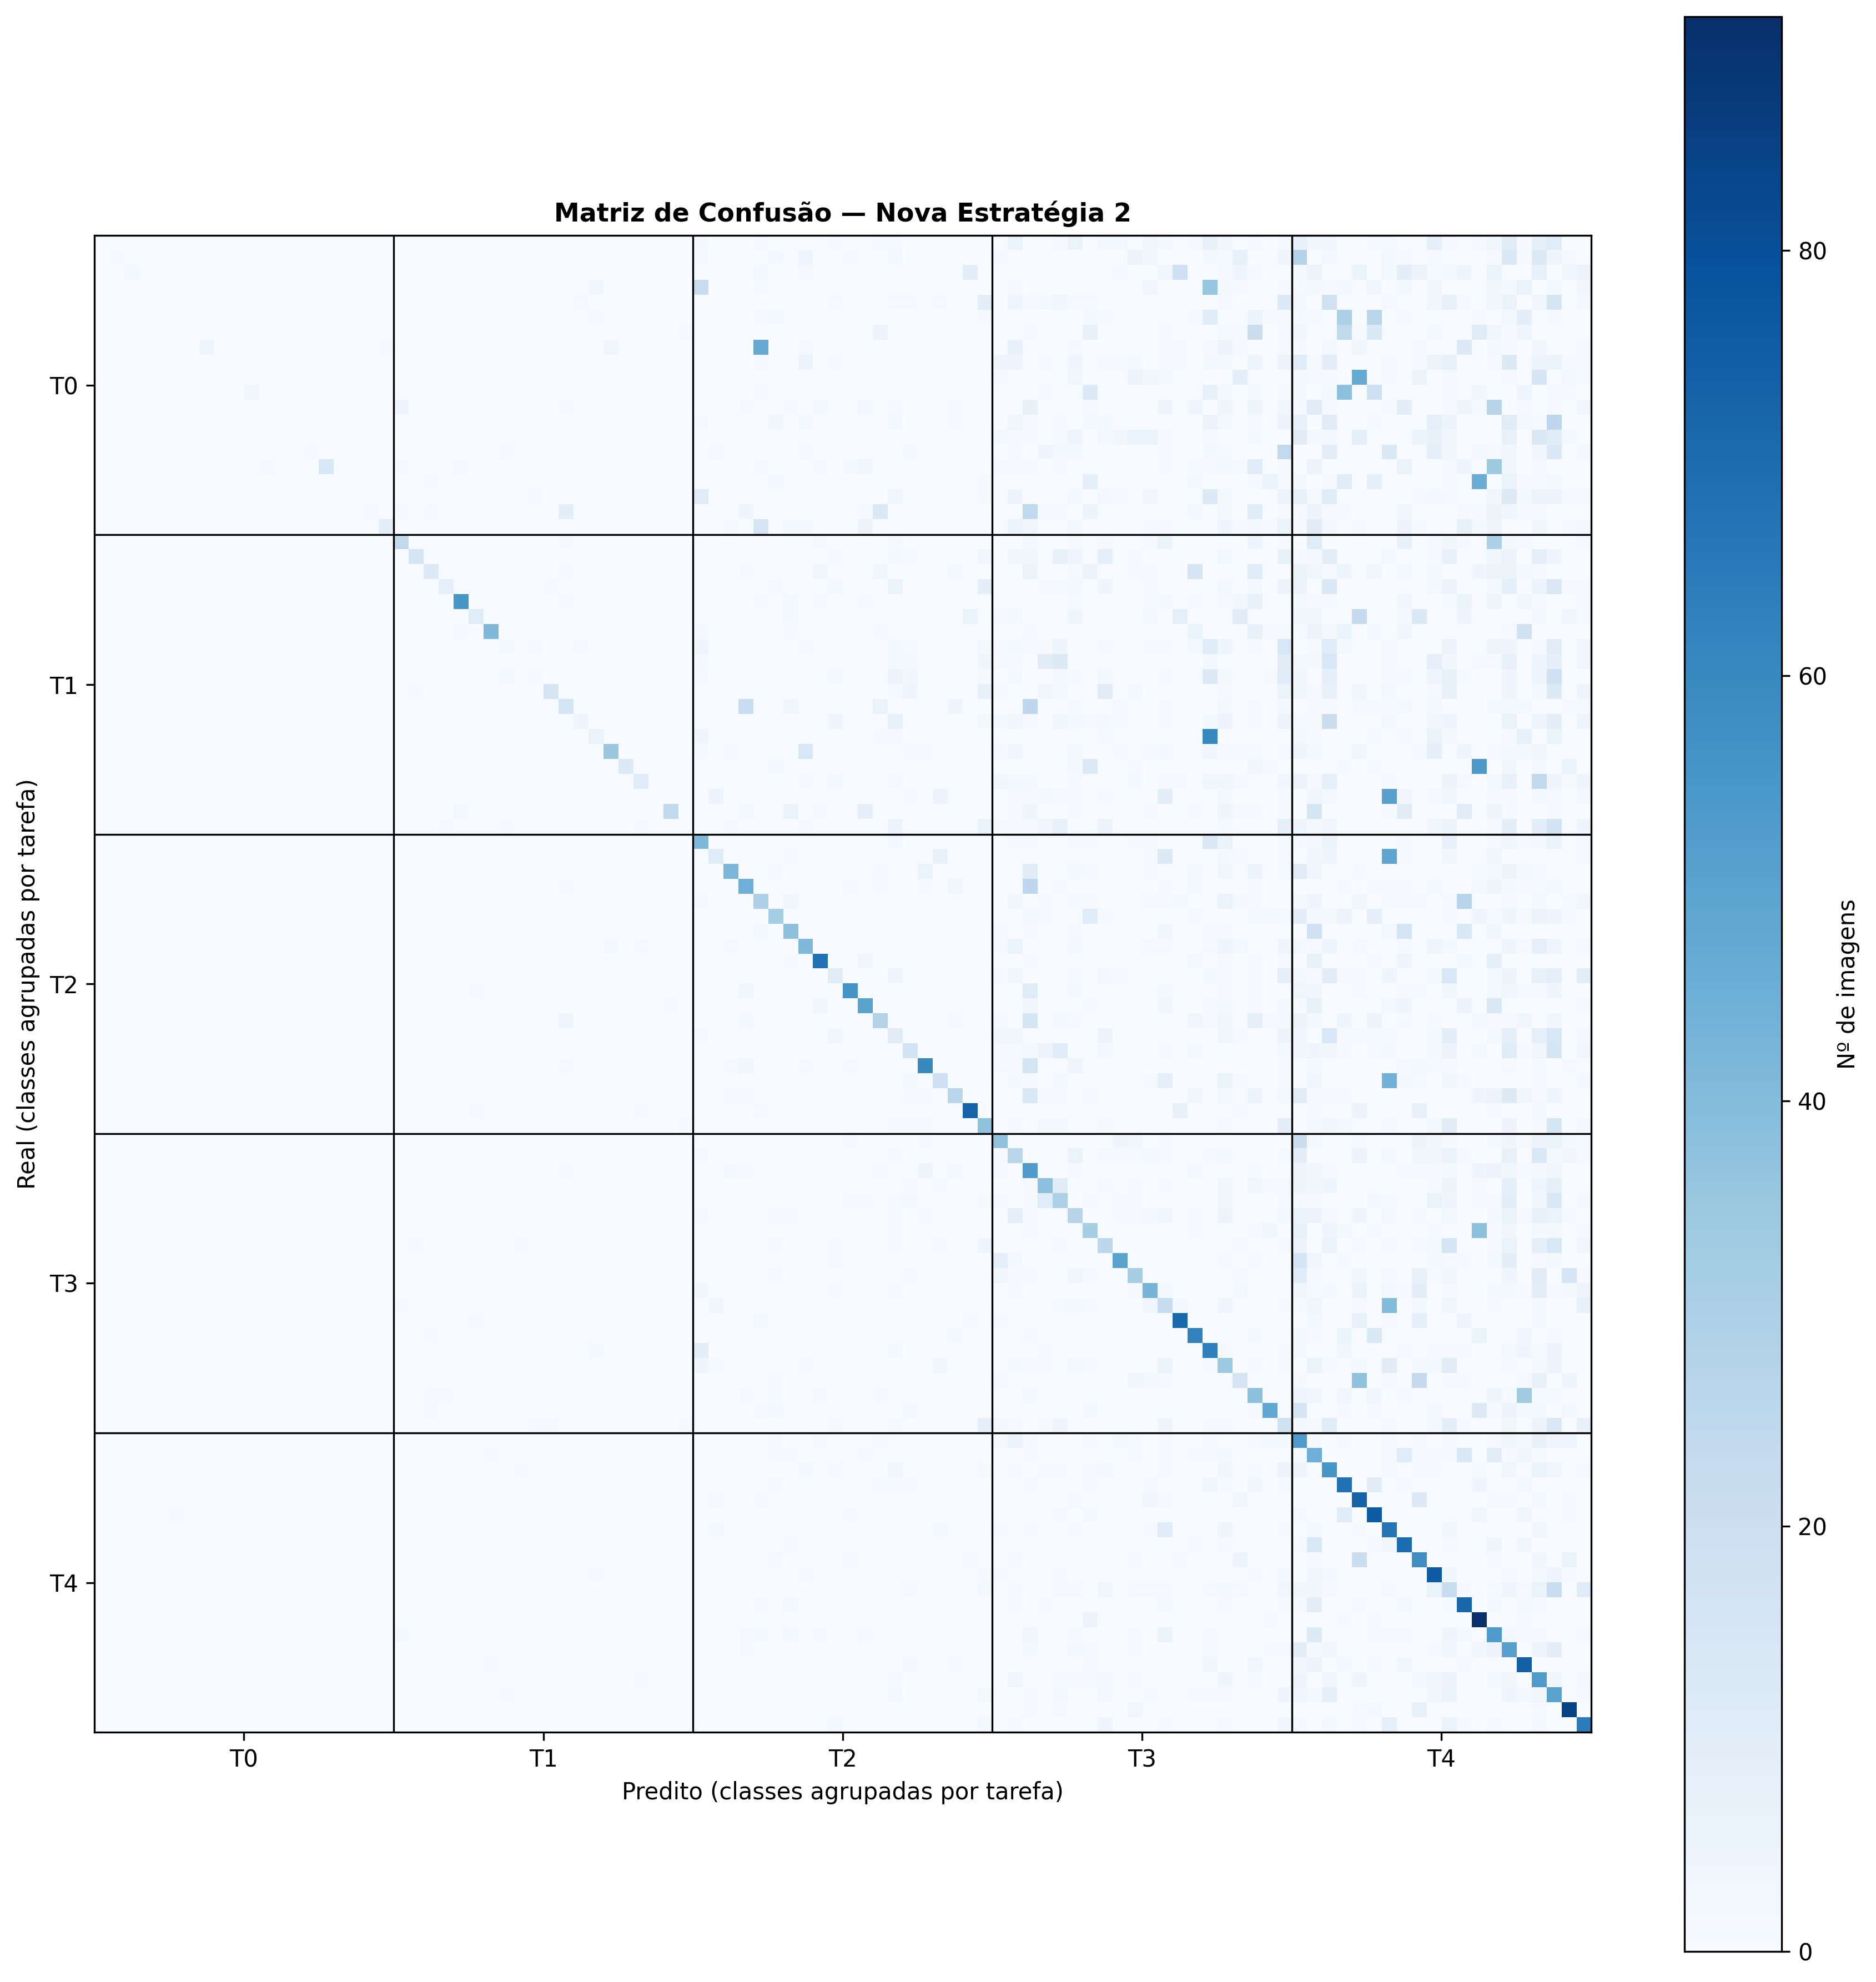 Matriz de Confusão — Nova Estratégia 2
Real (classes agrupadas por tarefa)
T0
T1
T2
T3
T4
T0
T1
T2
T3
T4
Predito (classes agrupadas por tarefa)
80
60
40
20
0
Nº de imagens